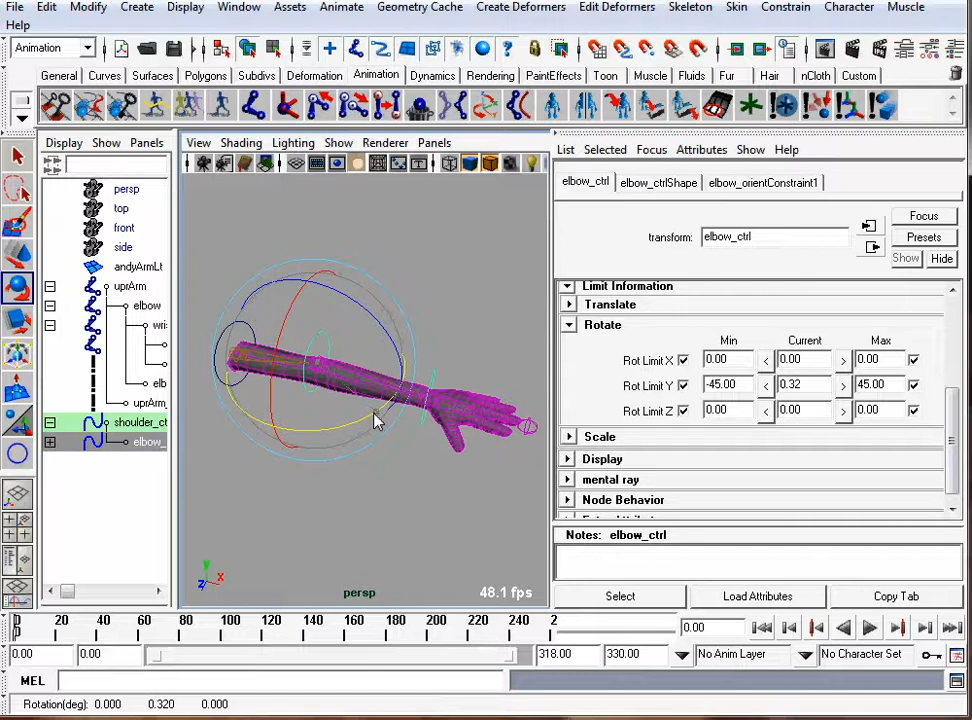 File Edit Modify Create Display Window Assets Animate Geometry Cache Create Deformers Edit Deformers Skeleton Skin Constrain Character Muscle
Help
Animation
General Curves Surfaces Polygons Subdivs Deformation Animation Dynamics Rendering PaintEffects Toon Muscle Fluids Fur Hair nCloth Custom
Display Show Panels
View Shading Lighting Show Renderer Panels
List Selected Focus Attributes Show Help
elbow_ctrl elbow_ctrlShape elbow_orientConstraint1
persp
top
front
side
andyArmLt
uprArm
elbow
wri
elb
uprArm_
shoulder_ct
elbow_
transform: elbow_ctrl
Focus
Presets
Show Hide
Limit Information
Translate
Rotate
Min Current Max
Rot Limit X 0.00 < 0.00 > 0.00
Rot Limit Y -45.00 < 0.32 > 45.00
Rot Limit Z 0.00 < 0.00 > 0.00
Scale
Display
mental ray
Node Behavior
Notes: elbow_ctrl
Select Load Attributes Copy Tab
y
z x
persp
48.1 fps
20 40 60 80 100 120 140 160 180 200 220 240 2
0.00
0.00 0.00 318.00 330.00 No Anim Layer No Character Set
MEL
Rotation(deg): 0.000 0.320 0.000